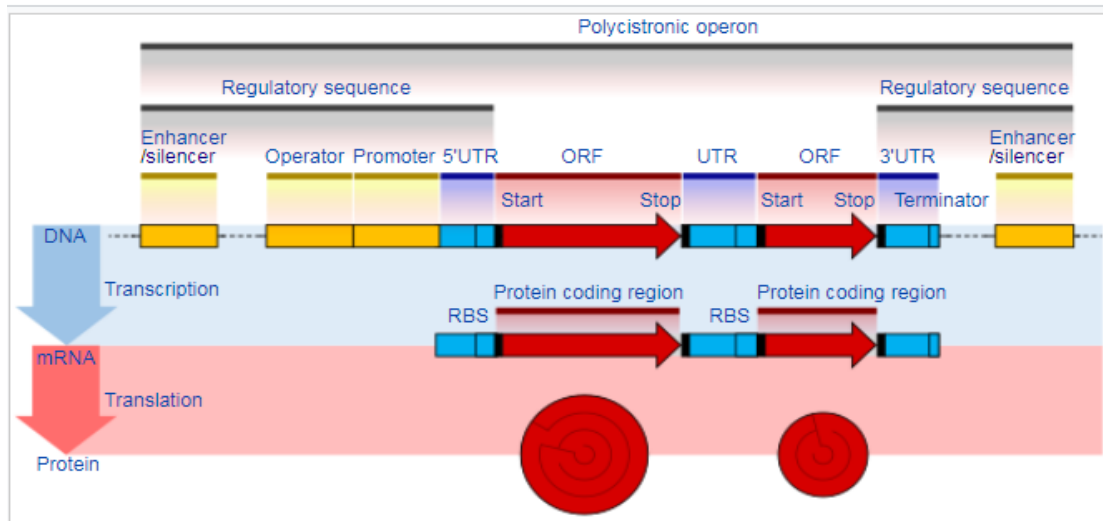 Polycistronic operon
Regulatory sequence
Regulatory sequence
Enhancer
/silencer
Operator
Promoter
5'UTR
ORF
UTR
ORF
3'UTR
Enhancer
/silencer
Start
Stop
Start
Stop
Terminator
DNA
Transcription
Protein coding region
Protein coding region
RBS
RBS
mRNA
Translation
Protein